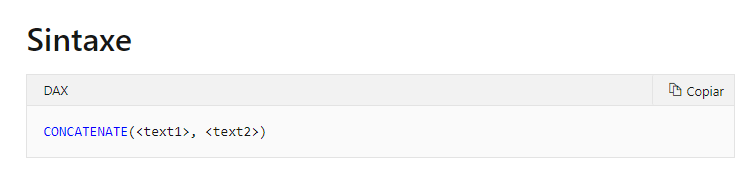 Sintaxe
DAX
Copiar
CONCATENATE(<text1>, <text2>)